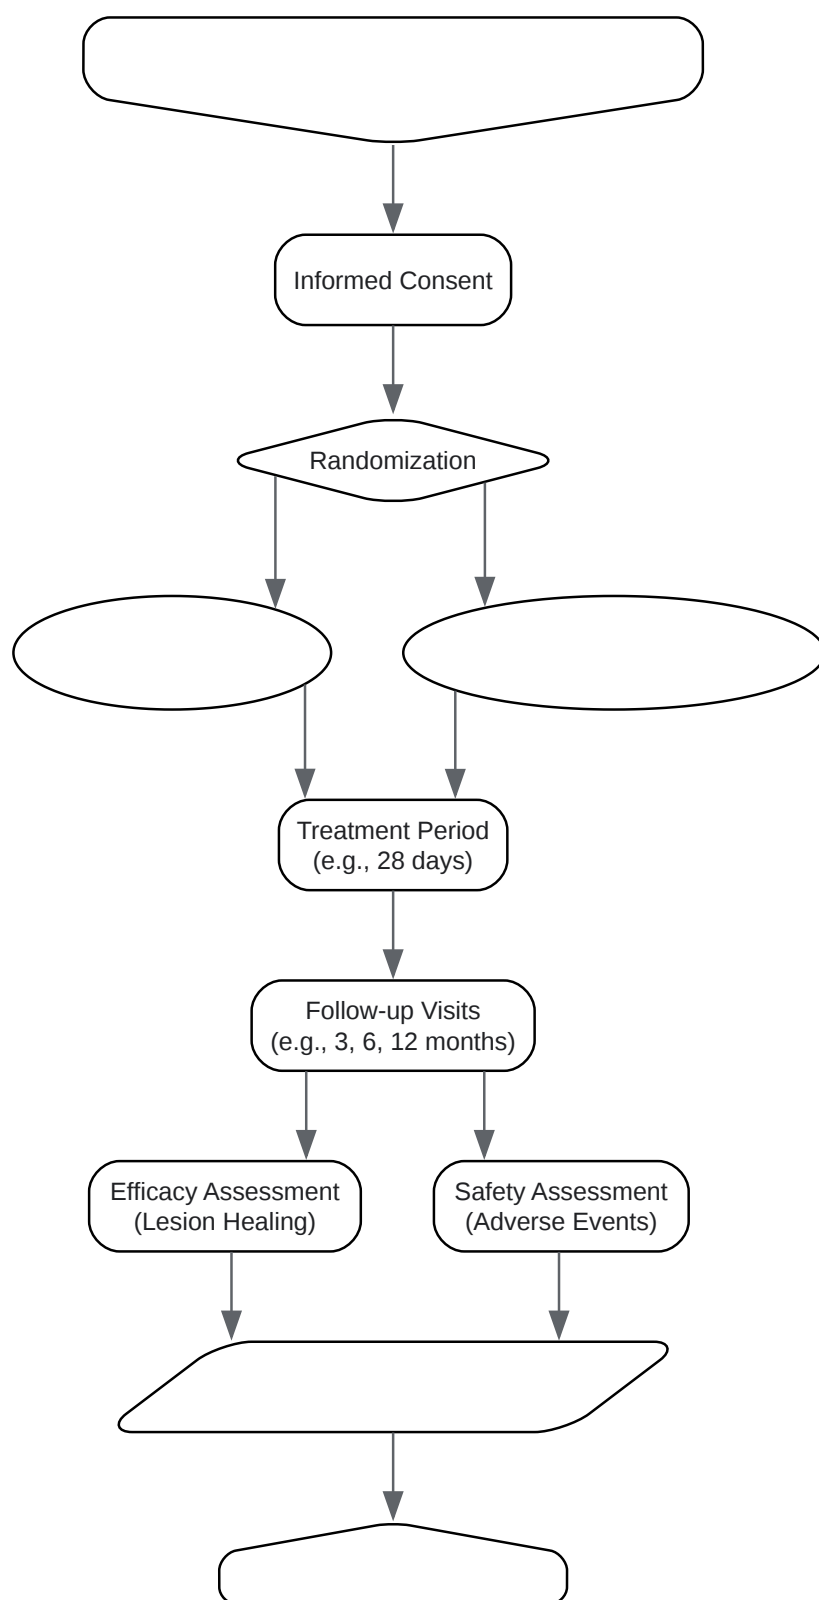 Informed Consent
Randomization
Treatment Period
(e.g., 28 days)
Follow-up Visits
(e.g., 3, 6, 12 months)
Efficacy Assessment
(Lesion Healing)
Safety Assessment
(Adverse Events)